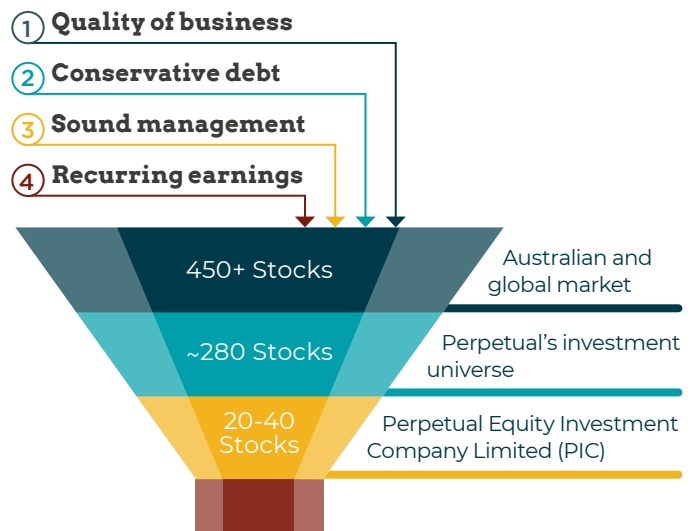 1 Quality of business
2 Conservative debt
3 Sound management
4 Recurring earnings
450+ Stocks
Australian and
global market
~280 Stocks
Perpetual’s investment
universe
20-40
Stocks
Perpetual Equity Investment
Company Limited (PIC)